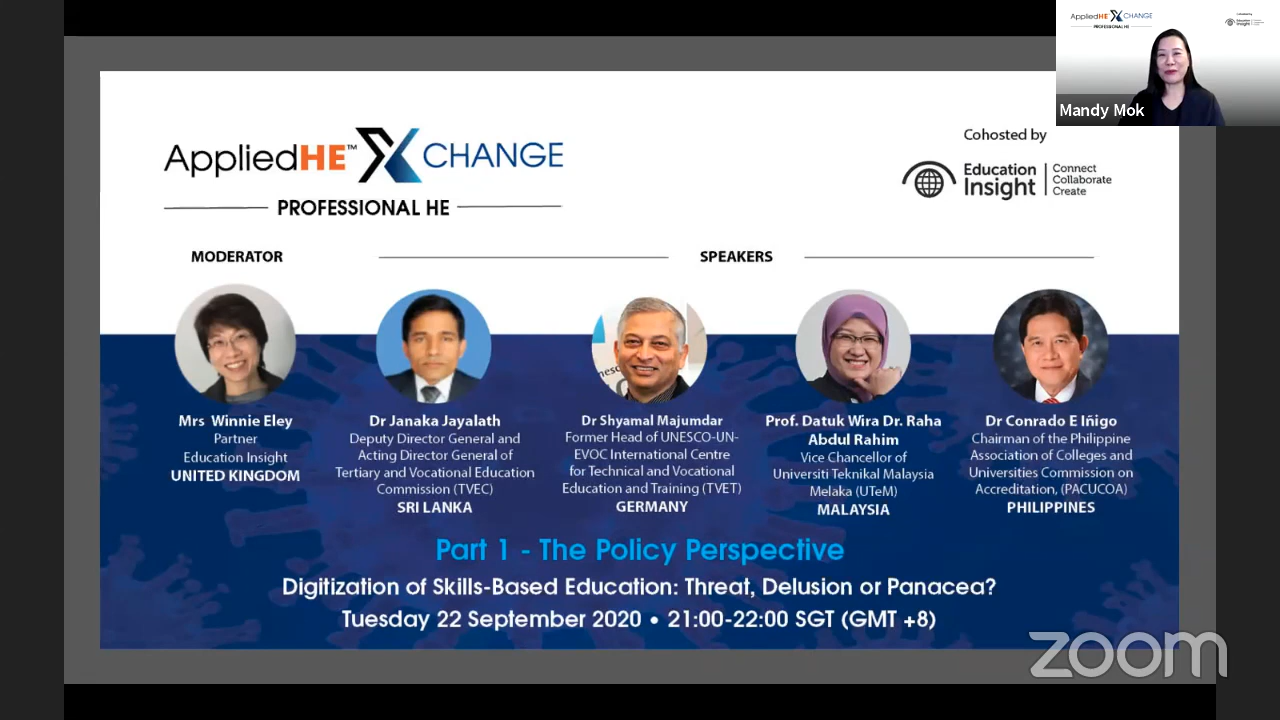 AppliedHE XCHANGE
PROFESSIONAL HE
Mandy Mok
AppliedHE™ XCHANGE
PROFESSIONAL HE
Cohosted by
Education Insight | Connect Collaborate Create
MODERATOR
SPEAKERS
Mrs Winnie Eley
Partner
Education Insight
UNITED KINGDOM
Dr Janaka Jayalath
Deputy Director General and
Acting Director General of
Tertiary and Vocational Education
Commission (TVEC)
SRI LANKA
Dr Shyamal Majumdar
Former Head of UNESCO-UN-
EVOC International Centre
for Technical and Vocational
Education and Training (TVET)
GERMANY
Prof. Datuk Wira Dr. Raha
Abdul Rahim
Vice Chancellor of
Universiti Teknikal Malaysia
Melaka (UTeM)
MALAYSIA
Dr Conrado E Iñigo
Chairman of the Philippine
Association of Colleges and
Universities Commission on
Accreditation, (PACUCOA)
PHILIPPINES
Part 1 - The Policy Perspective
Digitization of Skills-Based Education: Threat, Delusion or Panacea?
Tuesday 22 September 2020 • 21:00-22:00 SGT (GMT +8)
zoom